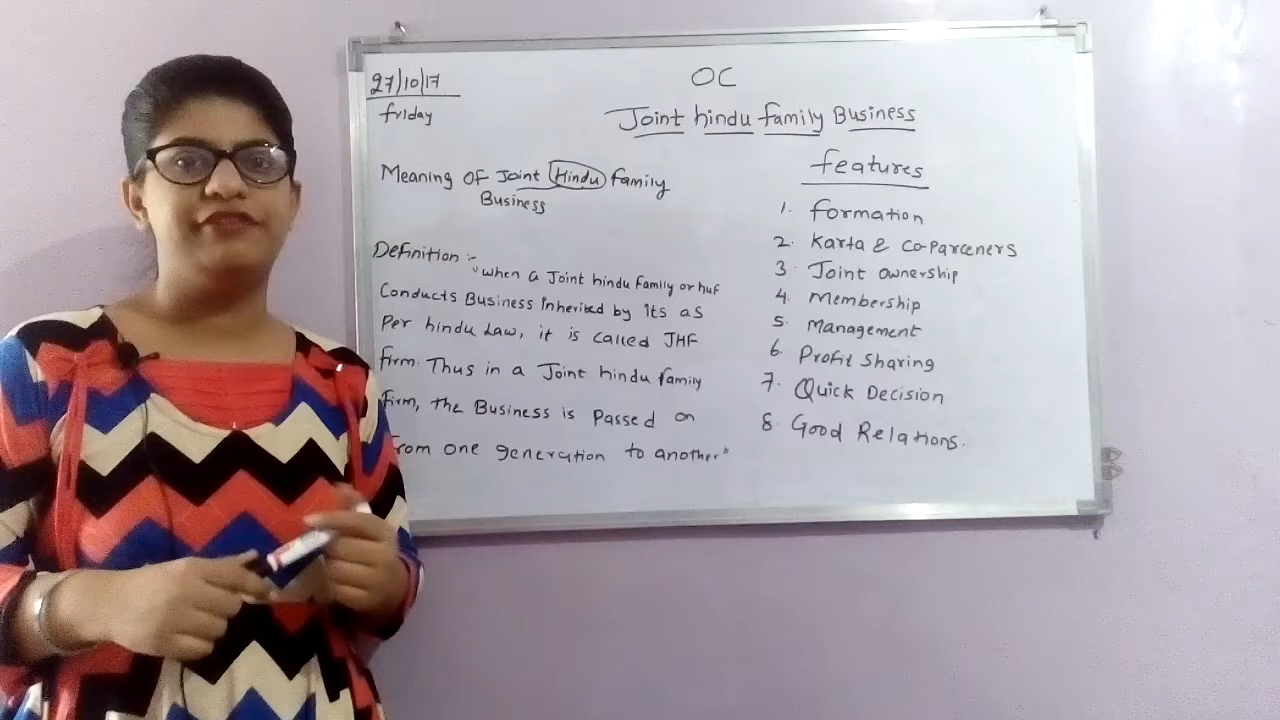 27/10/17
friday
OC
Joint hindu family Business
Meaning OF Joint Hindu family
Business
Definition :-
"when a Joint hindu family or huf
Conducts Business inherited by its as
Per hindu Law, it is called JHF
firm. Thus in a Joint hindu family
firm, the Business is Passed on
from one generation to another"
features
1. formation
2. Karta & Co-Parceners
3. Joint ownership
4. Membership
5. Management
6. Profit Sharing
7. Quick Decision
8. Good Relations.